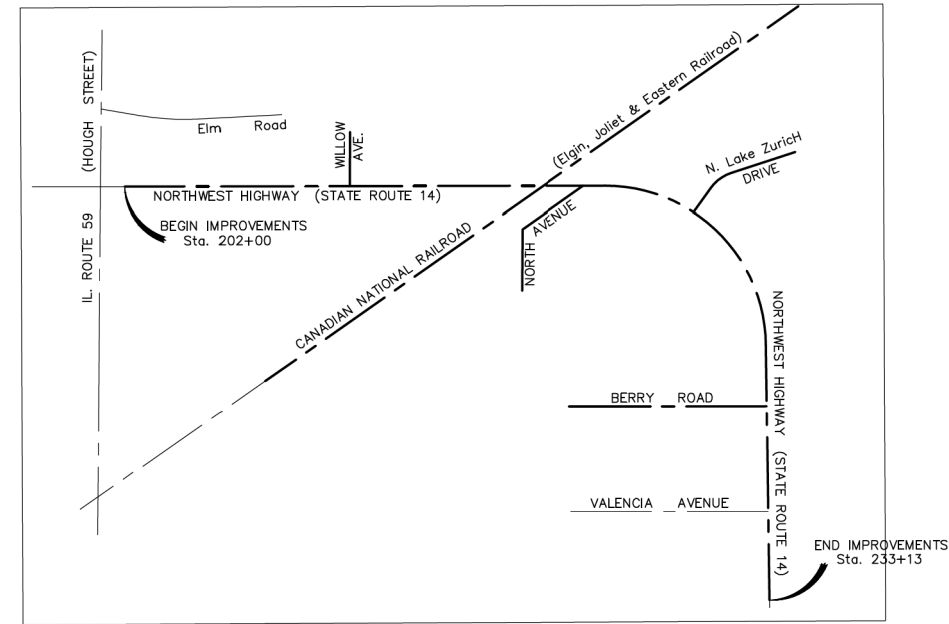 IL. ROUTE 59 (HOUGH STREET)
Elm Road
WILLOW
AVE.
(Elgin, Joliet & Eastern Railroad)
N. Lake ZuricH
DRIVE
NORTHWEST HIGHWAY (STATE ROUTE 14)
BEGIN IMPROVEMENTS
Sta. 202+00
NORTH AVENUE
CANADIAN NATIONAL RAILROAD
NORTHWEST HIGHWAY (STATE ROUTE 14)
BERRY ROAD
VALENCIA AVENUE
END IMPROVEMENTS
Sta. 233+13